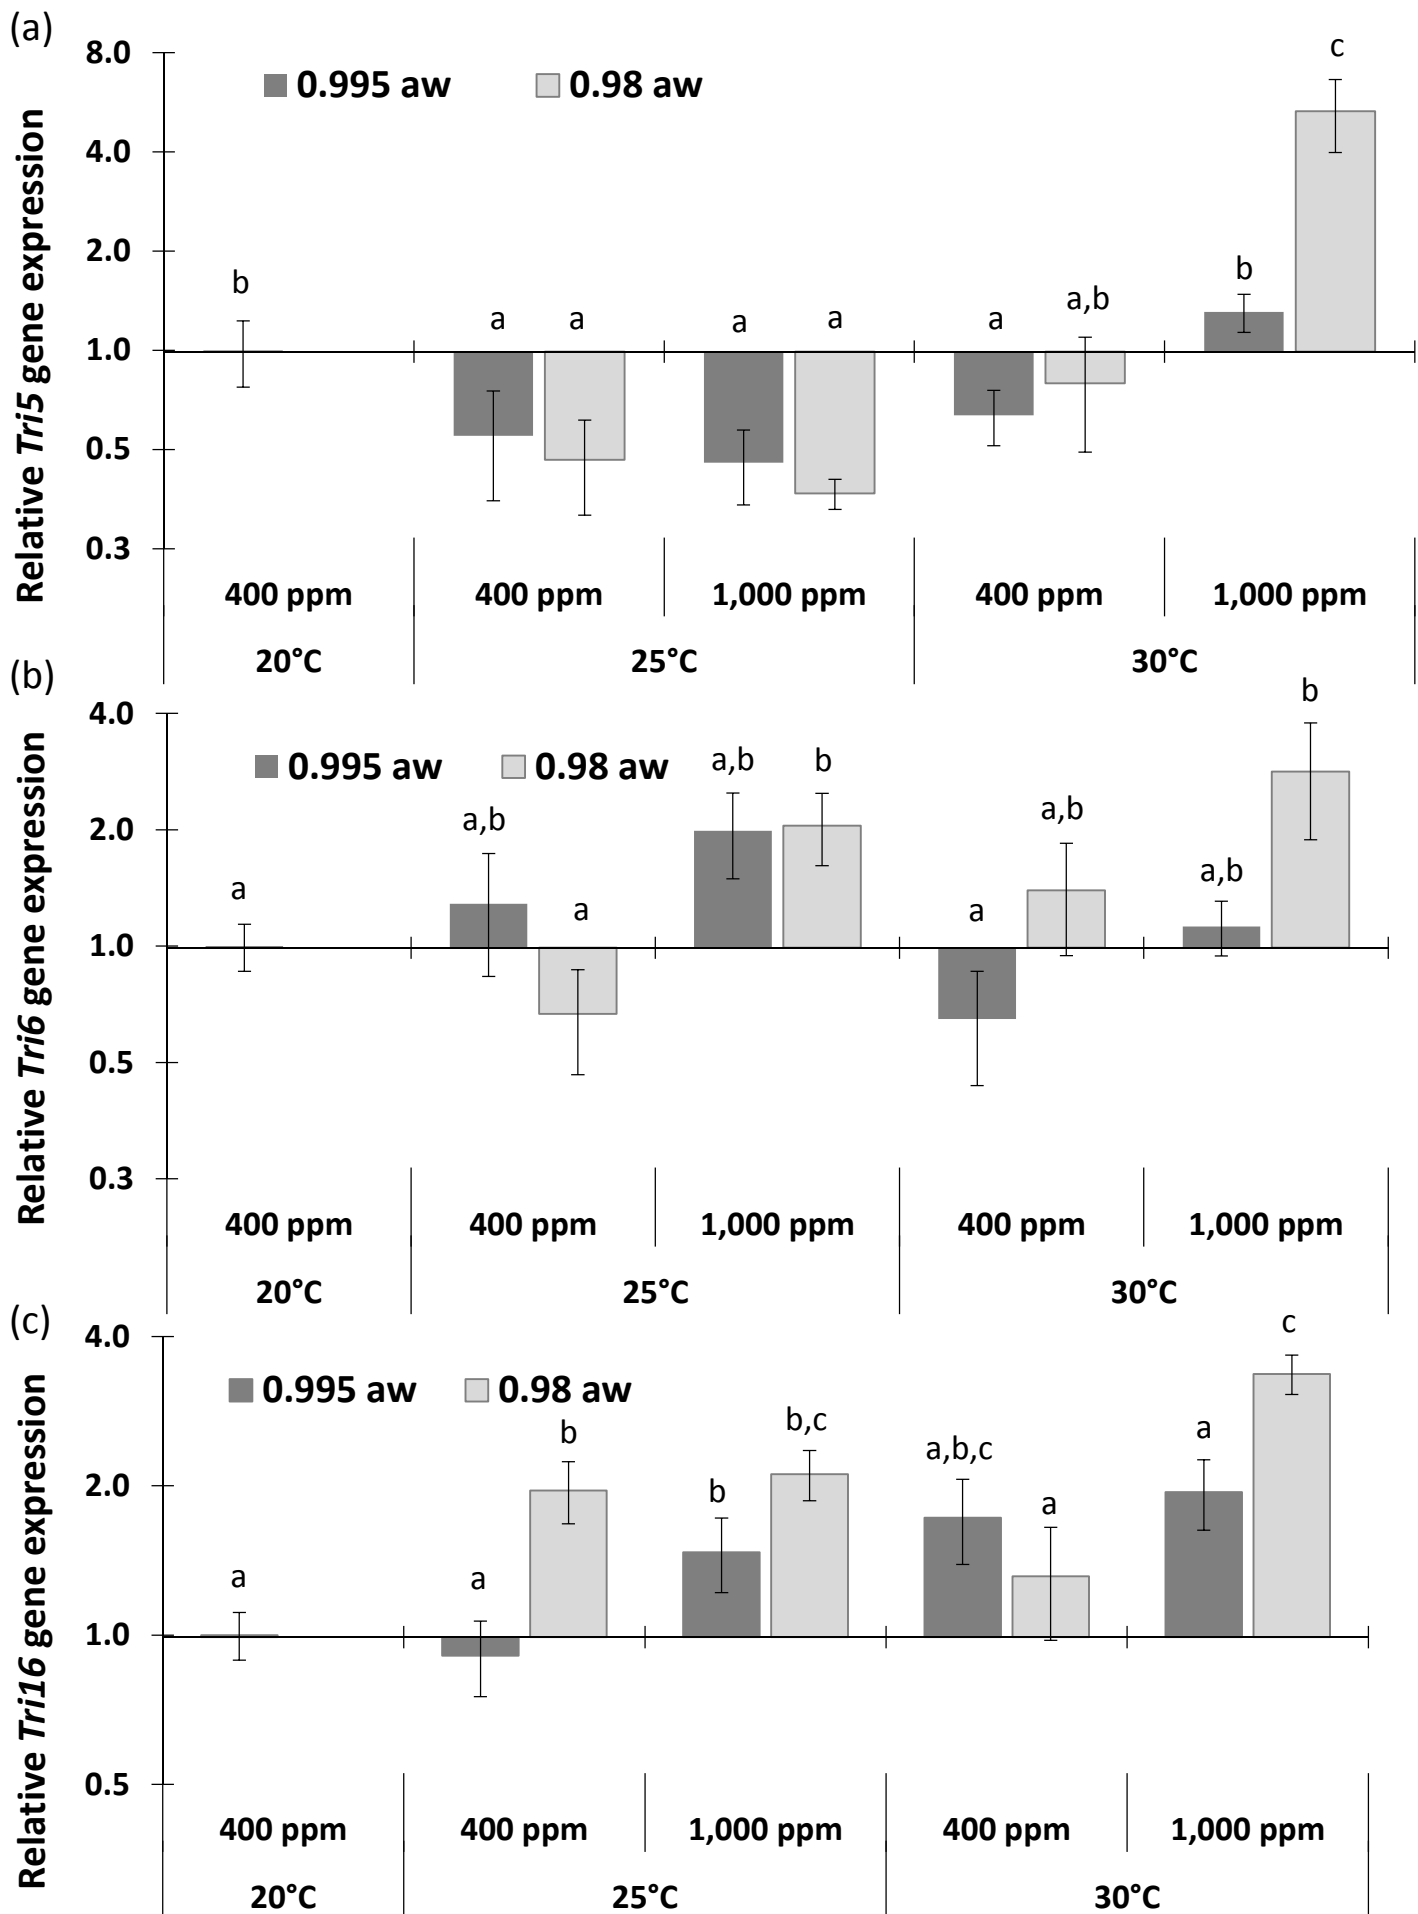 (a)
Relative Tri5 gene expression
8.0
4.0
2.0
1.0
0.5
0.3
0.995 aw 0.98 aw
b a a a a a a,b b c
400 ppm 400 ppm 1,000 ppm 400 ppm 1,000 ppm
20°C 25°C 30°C
(b)
Relative Tri6 gene expression
4.0
2.0
1.0
0.5
0.3
0.995 aw 0.98 aw
a a,b a a,b b a a,b a,b b
400 ppm 400 ppm 1,000 ppm 400 ppm 1,000 ppm
20°C 25°C 30°C
(c)
Relative Tri16 gene expression
4.0
2.0
1.0
0.5
0.995 aw 0.98 aw
a a b b b,c a,b,c a a c
400 ppm 400 ppm 1,000 ppm 400 ppm 1,000 ppm
20°C 25°C 30°C